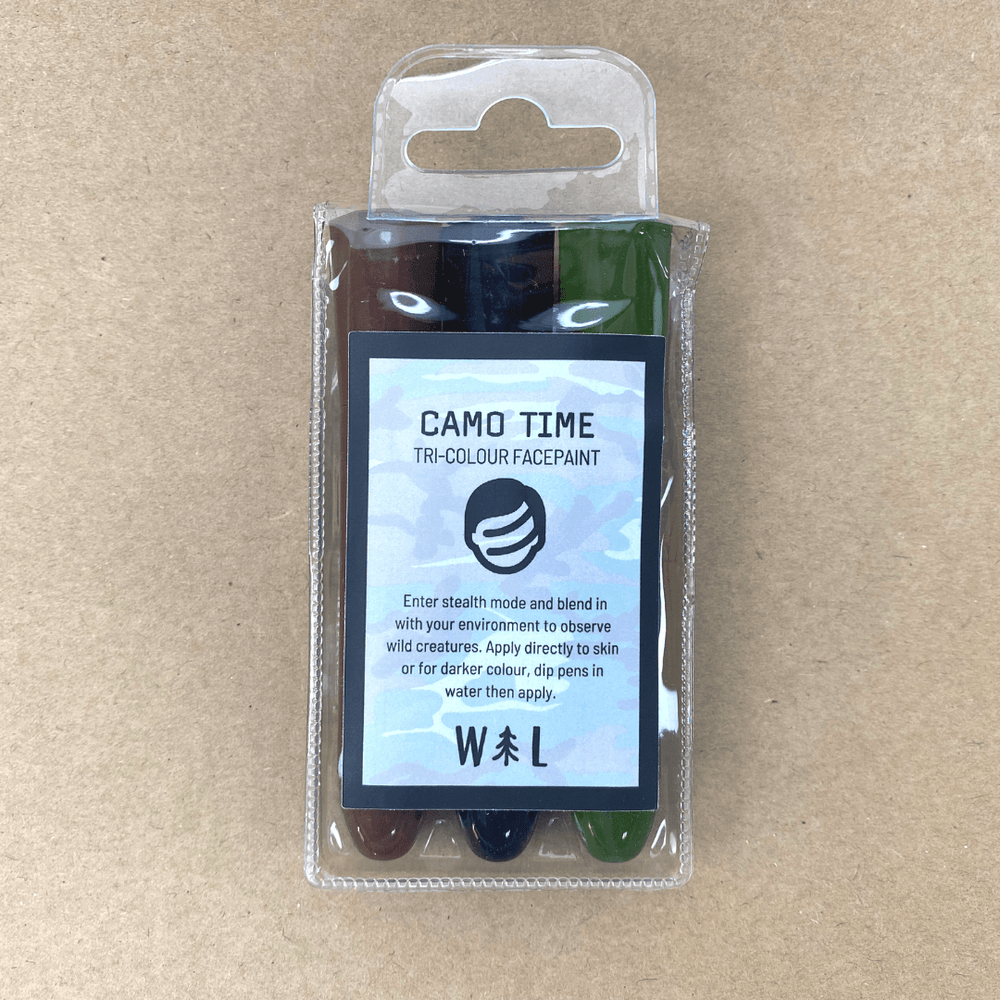 CAMO TIME
TRI-COLOUR FACEPAINT
Enter stealth mode and blend in
with your environment to observe
wild creatures. Apply directly to skin
or for darker colour, dip pens in
water then apply.
W L